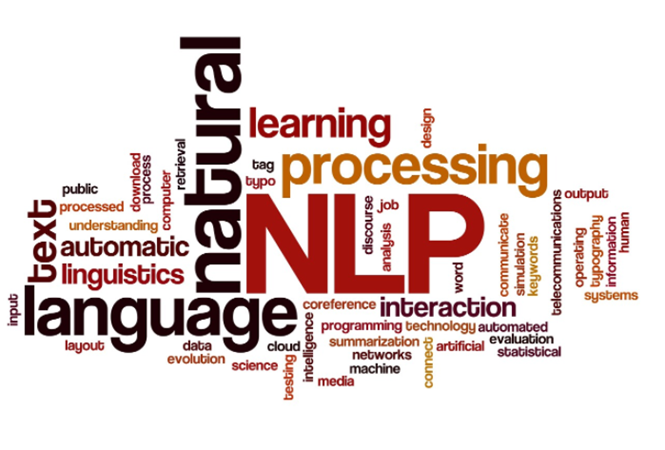 natural
learning
design
tag
processing
typo
public
download
process
retrieval
computer
processed
understanding
text
automatic
linguistics
NLP
discourse
job
analysis
word
communicate
simulation
keywords
telecommunications
output
operating
typography
information
human
systems
input
language
coreference
interaction
layout
data
cloud
intelligence
programming
technology
automated
evolution
science
testing
media
summarization
networks
machine
connect
artificial
evaluation
statistical